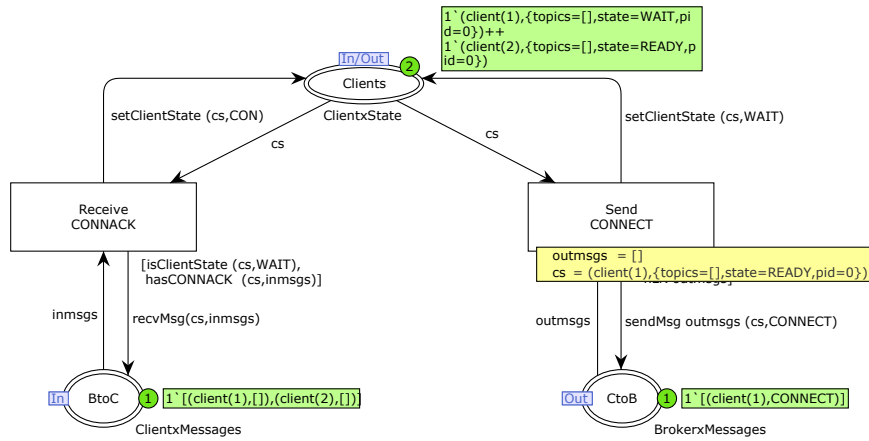 1`(client(1),{topics=[],state=WAIT,pi
d=0})++
1`(client(2),{topics=[],state=READY,p
id=0})
In/Out
2
Clients
ClientxState
setClientState (cs,CON)
setClientState (cs,WAIT)
cs
cs
Receive
CONNACK
Send
CONNECT
[isClientState (cs,WAIT),
hasCONNACK (cs,inmsgs)]
outmsgs = []
cs = (client(1),{topics=[],state=READY,pid=0})
inmsgs
recvMsg(cs,inmsgs)
outmsgs
sendMsg outmsgs (cs,CONNECT)
In
BtoC
1
1`[(client(1),[]),(client(2),[])]
ClientxMessages
Out
CtoB
1
1`[(client(1),CONNECT)]
BrokerxMessages